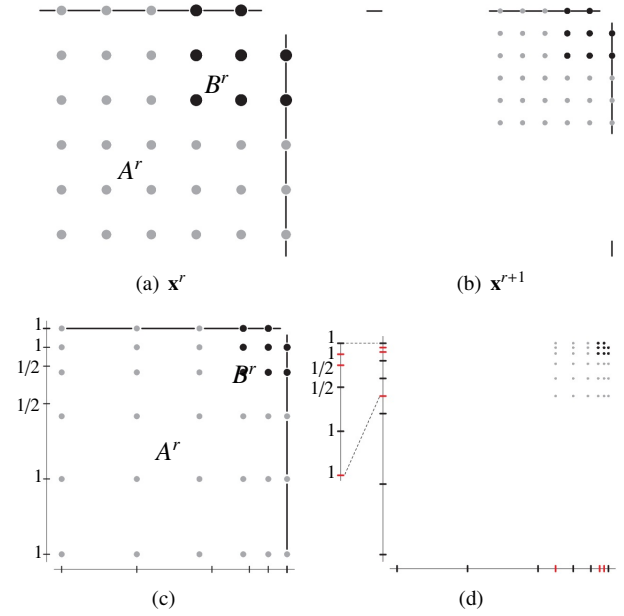 B^r
A^r
(a) x^r
(b) x^{r+1}
1
1
1/2
1/2
1
1
B^r
A^r
(c)
1
1
1/2
1/2
1
1
(d)